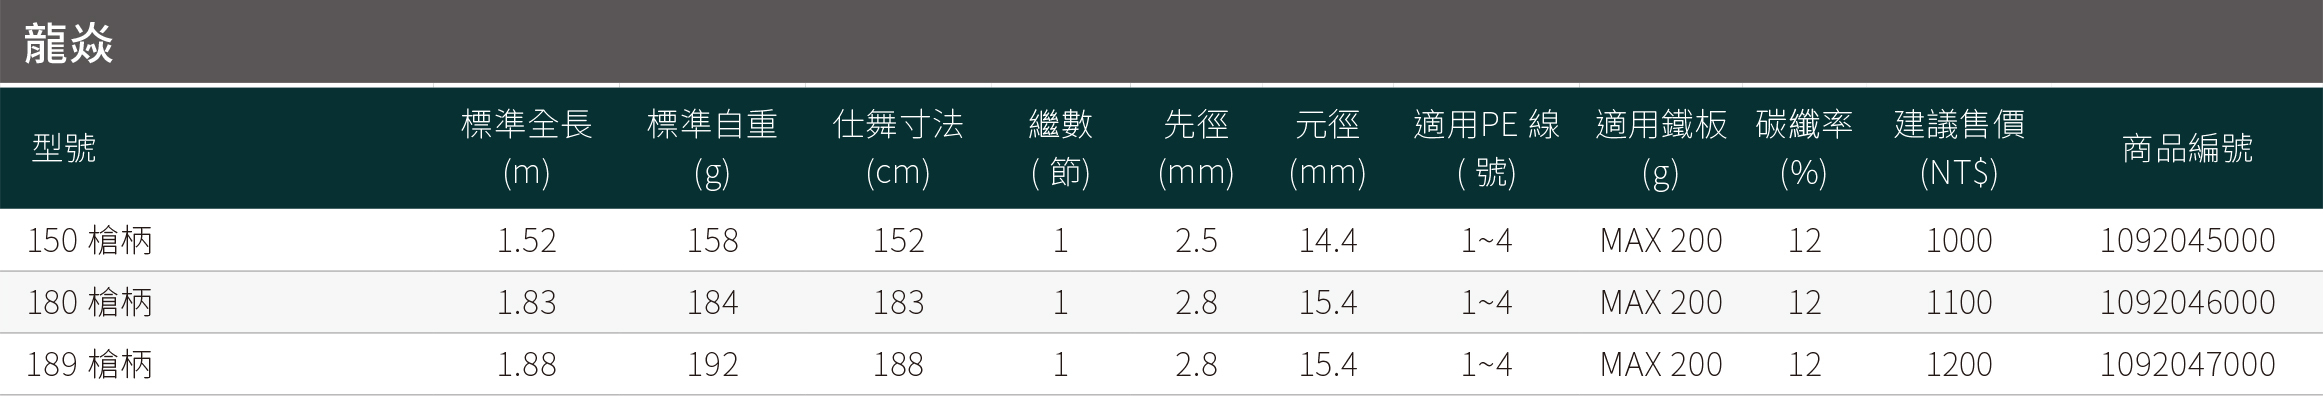 龍焱
型號 標準全長 (m) 標準自重 (g) 仕舞寸法 (cm) 繼數 ( 節) 先徑 (mm) 元徑 (mm) 適用PE 線 ( 號) 適用鐵板 (g) 碳纖率 (%) 建議售價 (NT$) 商品編號
150 槍柄 1.52 158 152 1 2.5 14.4 1~4 MAX 200 12 1000 1092045000
180 槍柄 1.83 184 183 1 2.8 15.4 1~4 MAX 200 12 1100 1092046000
189 槍柄 1.88 192 188 1 2.8 15.4 1~4 MAX 200 12 1200 1092047000